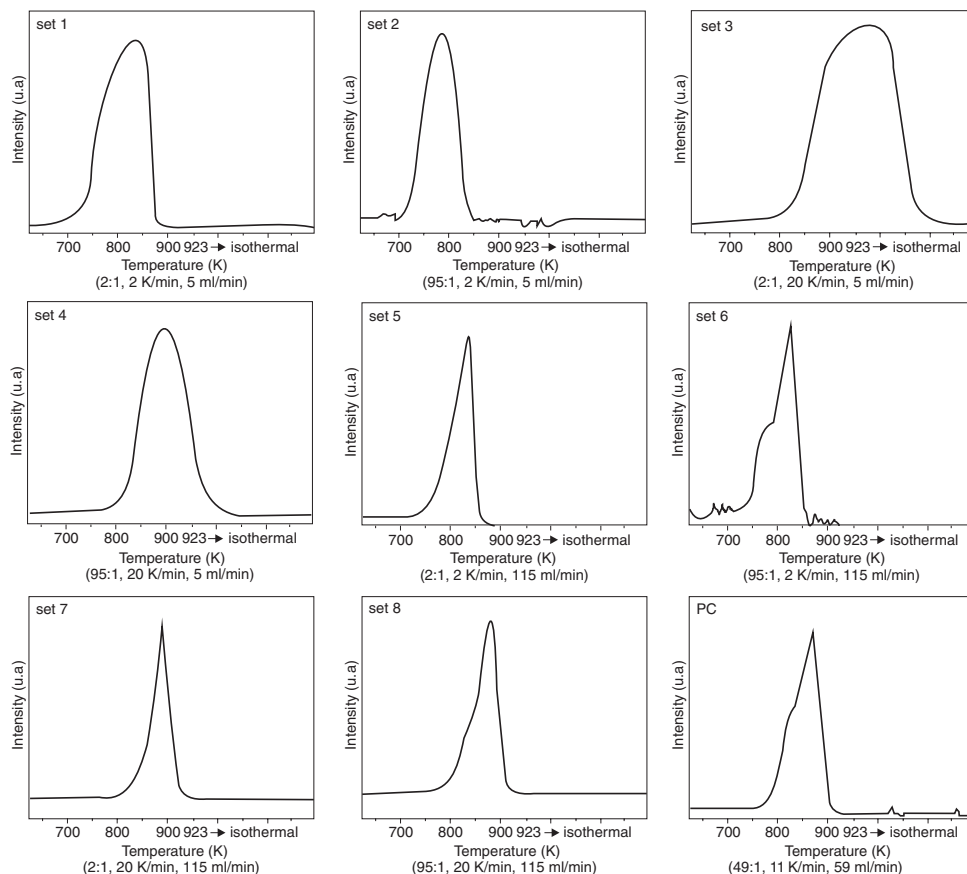 set 1
Intensity (u.a)
700 800 900 923 → isothermal
Temperature (K)
(2:1, 2 K/min, 5 ml/min)
set 2
Intensity (u.a)
700 800 900 923 → isothermal
Temperature (K)
(95:1, 2 K/min, 5 ml/min)
set 3
Intensity (u.a)
700 800 900 923 → isothermal
Temperature (K)
(2:1, 20 K/min, 5 ml/min)
set 4
Intensity (u.a)
700 800 900 923 → isothermal
Temperature (K)
(95:1, 20 K/min, 5 ml/min)
set 5
Intensity (u.a)
700 800 900 923 → isothermal
Temperature (K)
(2:1, 2 K/min, 115 ml/min)
set 6
Intensity (u.a)
700 800 900 923 → isothermal
Temperature (K)
(95:1, 2 K/min, 115 ml/min)
set 7
Intensity (u.a)
700 800 900 923 → isothermal
Temperature (K)
(2:1, 20 K/min, 115 ml/min)
set 8
Intensity (u.a)
700 800 900 923 → isothermal
Temperature (K)
(95:1, 20 K/min, 115 ml/min)
PC
Intensity (u.a)
700 800 900 923 → isothermal
Temperature (K)
(49:1, 11 K/min, 59 ml/min)